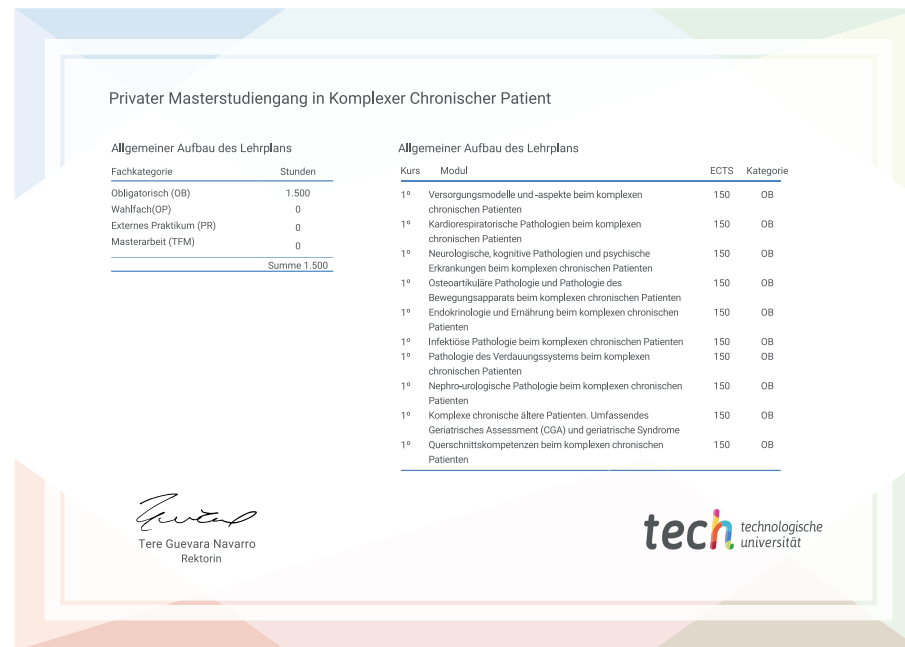 Privater Masterstudiengang in Komplexer Chronischer Patient
Allgemeiner Aufbau des Lehrplans
Fachkategorie Stunden
Obligatorisch (OB) 1.500
Wahlfach(OP) 0
Externes Praktikum (PR) 0
Masterarbeit (TFM) 0
Summe 1.500
Allgemeiner Aufbau des Lehrplans
Kurs Modul ECTS Kategorie
1º Versorgungsmodelle und -aspekte beim komplexen 150 OB
chronischen Patienten
1º Kardiorespiratorische Pathologien beim komplexen 150 OB
chronischen Patienten
1º Neurologische, kognitive Pathologien und psychische 150 OB
Erkrankungen beim komplexen chronischen Patienten
1º Osteoartikuläre Pathologie und Pathologie des 150 OB
Bewegungsapparats beim komplexen chronischen Patienten
1º Endokrinologie und Ernährung beim komplexen chronischen 150 OB
Patienten
1º Infektiöse Pathologie beim komplexen chronischen Patienten 150 OB
1º Pathologie des Verdauungssystems beim komplexen 150 OB
chronischen Patienten
1º Nephro-urologische Pathologie beim komplexen chronischen 150 OB
Patienten
1º Komplexe chronische ältere Patienten. Umfassendes 150 OB
Geriatrisches Assessment (CGA) und geriatrische Syndrome
1º Querschnittskompetenzen beim komplexen chronischen 150 OB
Patienten
Tere Guevara Navarro
Rektorin
tech technologische
universität